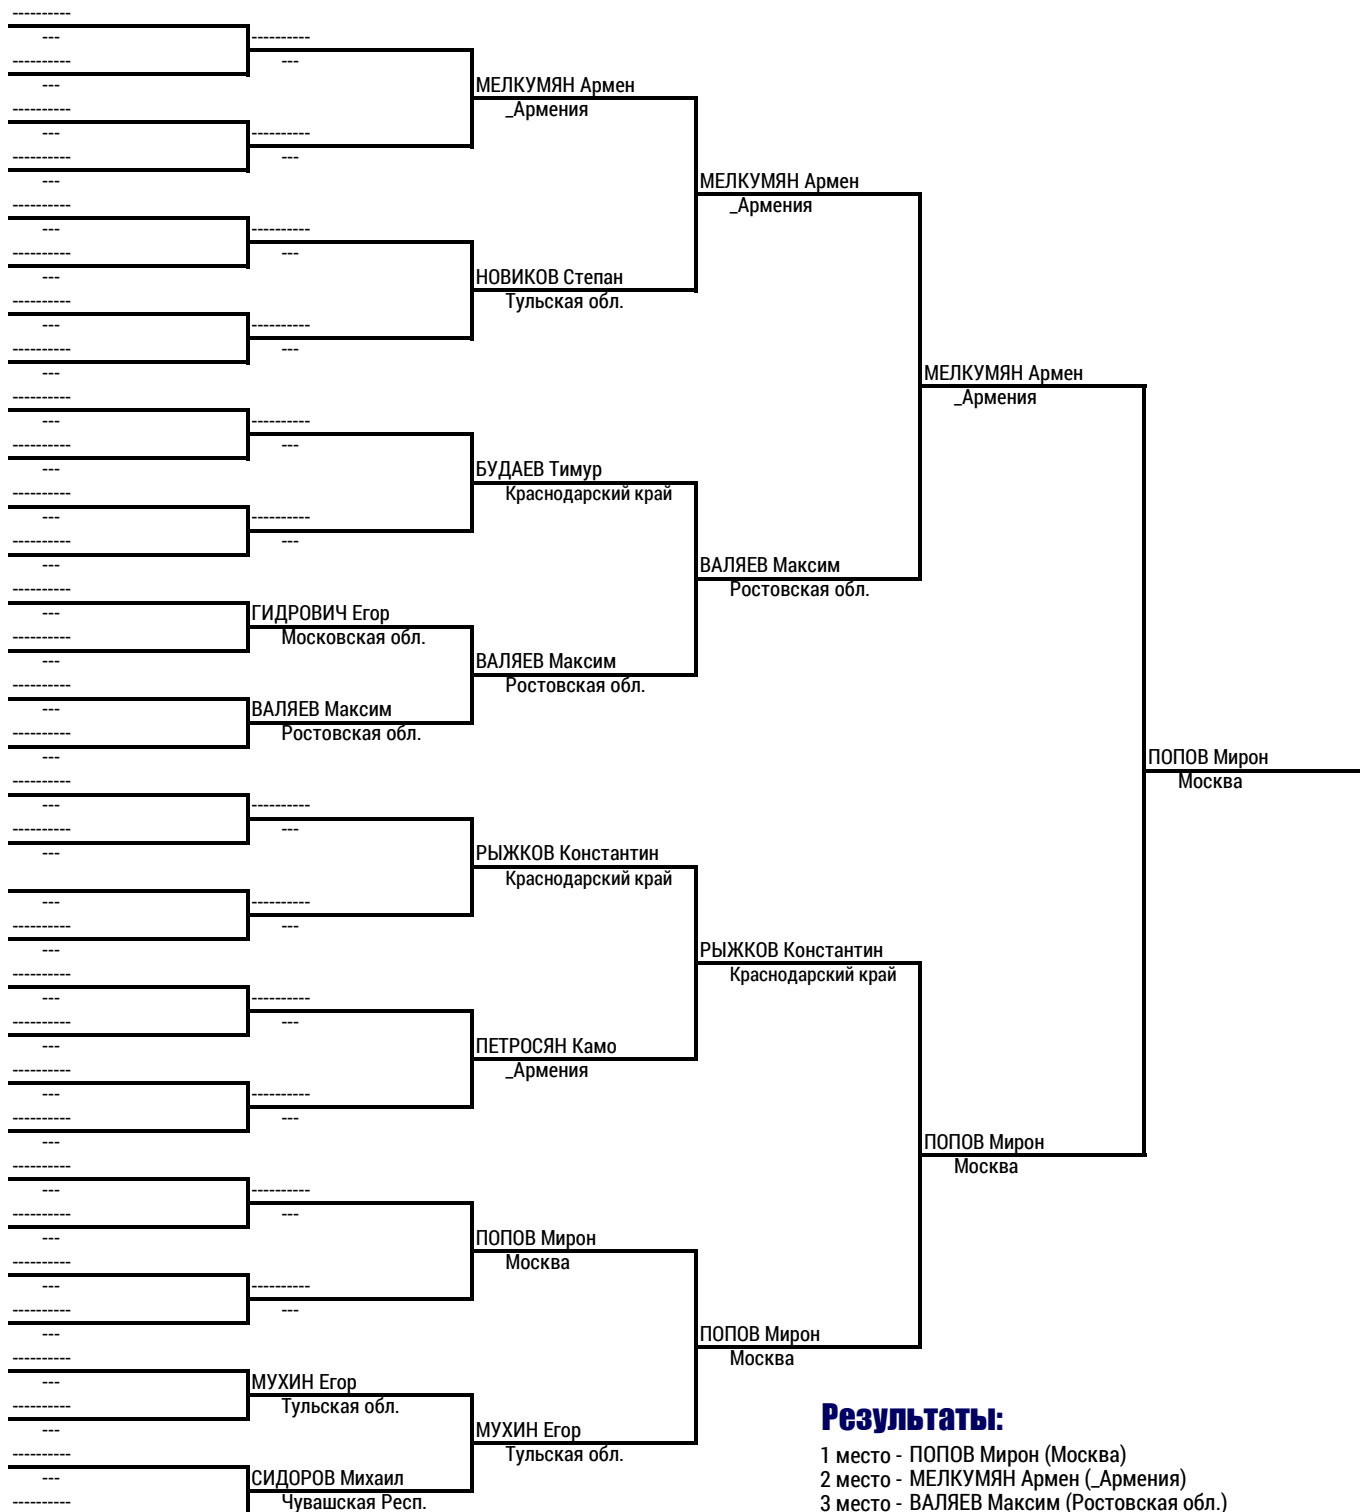 ----------
---
----------
---
----------
---
----------
---
----------
---
----------
---
----------
---
----------
---
----------
---
----------
---
----------
---
----------
---
----------
---
----------
---
----------
---
----------
---
----------
---
----------
---
---
----------
---
----------
---
----------
---
----------
---
----------
---
----------
---
----------
---
----------
---
----------
---
----------
---
----------
---
----------
---
----------
----------
---
----------
---
----------
---
----------
---
----------
---
----------
---
ГИДРОВИЧ Егор
Московская обл.
ВАЛЯЕВ Максим
Ростовская обл.
----------
---
----------
---
----------
---
----------
---
----------
---
----------
---
МУХИН Егор
Тульская обл.
СИДОРОВ Михаил
Чувашская Респ.
МЕЛКУМЯН Армен
_Армения
НОВИКОВ Степан
Тульская обл.
БУДАЕВ Тимур
Краснодарский край
ВАЛЯЕВ Максим
Ростовская обл.
РЫЖКОВ Константин
Краснодарский край
ПЕТРОСЯН Камо
_Армения
ПОПОВ Мирон
Москва
МУХИН Егор
Тульская обл.
МЕЛКУМЯН Армен
_Армения
ВАЛЯЕВ Максим
Ростовская обл.
РЫЖКОВ Константин
Краснодарский край
ПОПОВ Мирон
Москва
МЕЛКУМЯН Армен
_Армения
ПОПОВ Мирон
Москва
ПОПОВ Мирон
Москва
Результаты:
1 место - ПОПОВ Мирон (Москва)
2 место - МЕЛКУМЯН Армен (_Армения)
3 место - ВАЛЯЕВ Максим (Ростовская обл.)